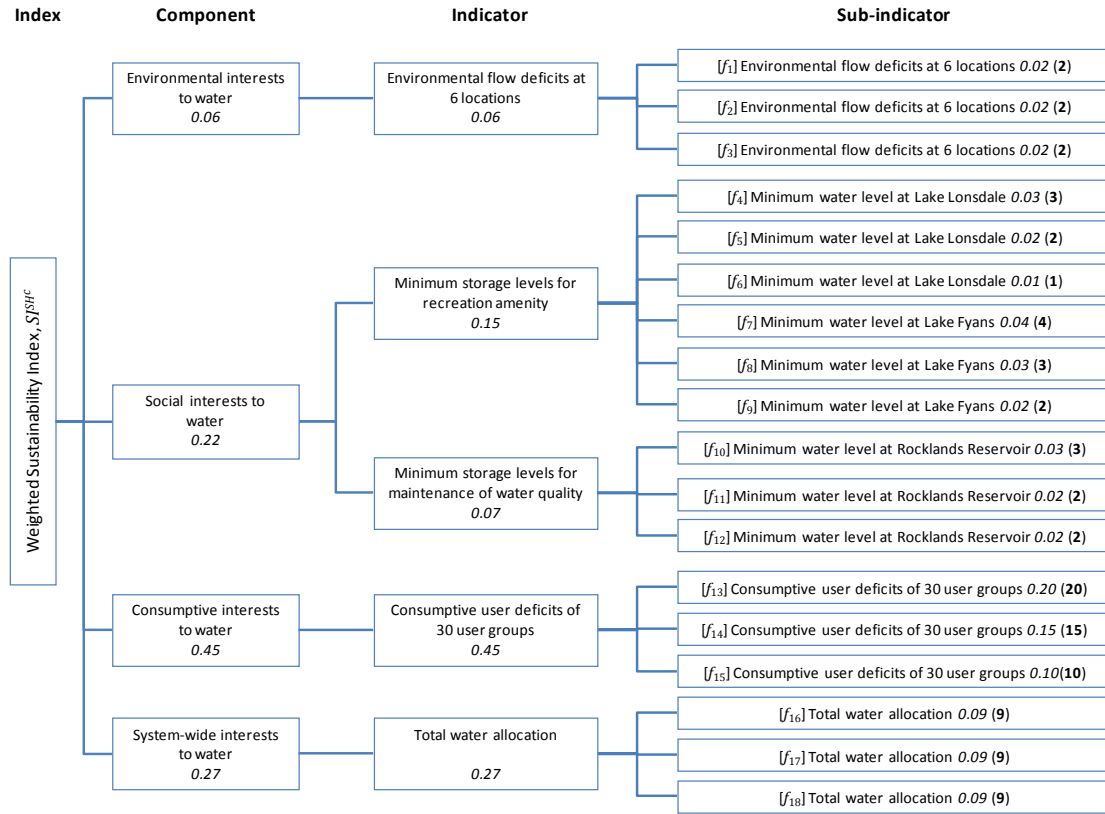 Index
Component
Indicator
Sub-indicator
Weighted Sustainability Index, SI^SH^C
Environmental interests
to water
0.06
Environmental flow deficits at
6 locations
0.06
[f1] Environmental flow deficits at 6 locations 0.02 (2)
[f2] Environmental flow deficits at 6 locations 0.02 (2)
[f3] Environmental flow deficits at 6 locations 0.02 (2)
Social interests to
water
0.22
Minimum storage levels for
recreation amenity
0.15
[f4] Minimum water level at Lake Lonsdale 0.03 (3)
[f5] Minimum water level at Lake Lonsdale 0.02 (2)
[f6] Minimum water level at Lake Lonsdale 0.01 (1)
[f7] Minimum water level at Lake Fyans 0.04 (4)
[f8] Minimum water level at Lake Fyans 0.03 (3)
[f9] Minimum water level at Lake Fyans 0.02 (2)
Minimum storage levels for
maintenance of water quality
0.07
[f10] Minimum water level at Rocklands Reservoir 0.03 (3)
[f11] Minimum water level at Rocklands Reservoir 0.02 (2)
[f12] Minimum water level at Rocklands Reservoir 0.02 (2)
Consumptive interests
to water
0.45
Consumptive user deficits of
30 user groups
0.45
[f13] Consumptive user deficits of 30 user groups 0.20 (20)
[f14] Consumptive user deficits of 30 user groups 0.15 (15)
[f15] Consumptive user deficits of 30 user groups 0.10(10)
System-wide interests
to water
0.27
Total water allocation
0.27
[f16] Total water allocation 0.09 (9)
[f17] Total water allocation 0.09 (9)
[f18] Total water allocation 0.09 (9)